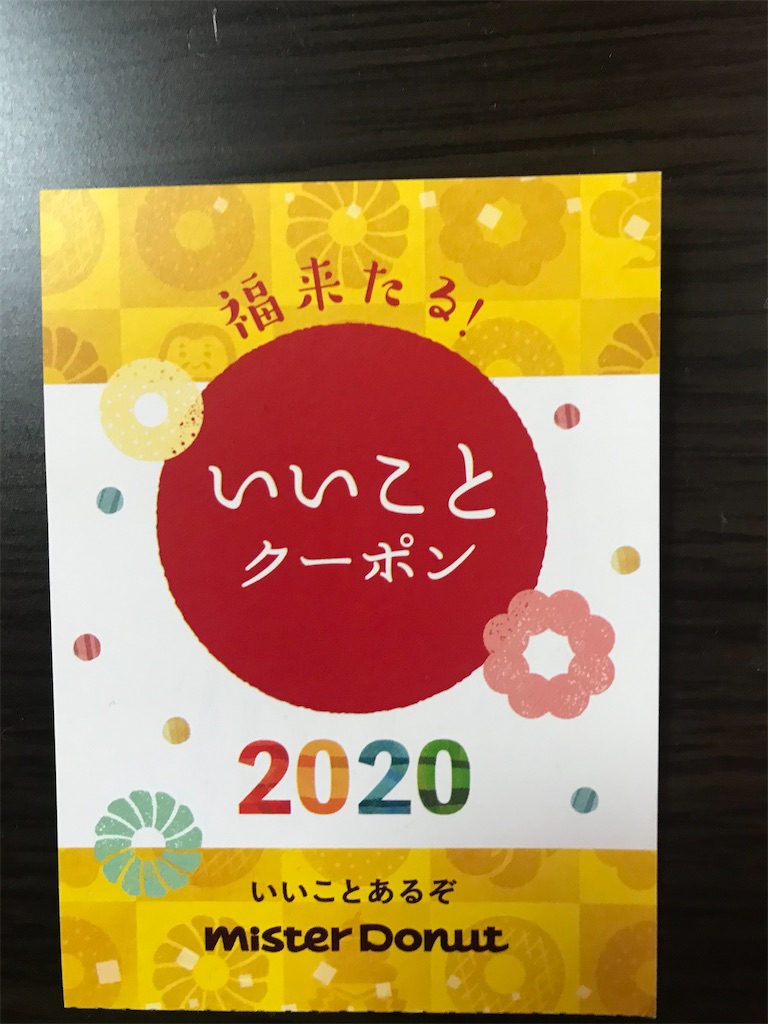 福来たる!
いいこと
クーポン
2020
いいことあるぞ
mister Donut